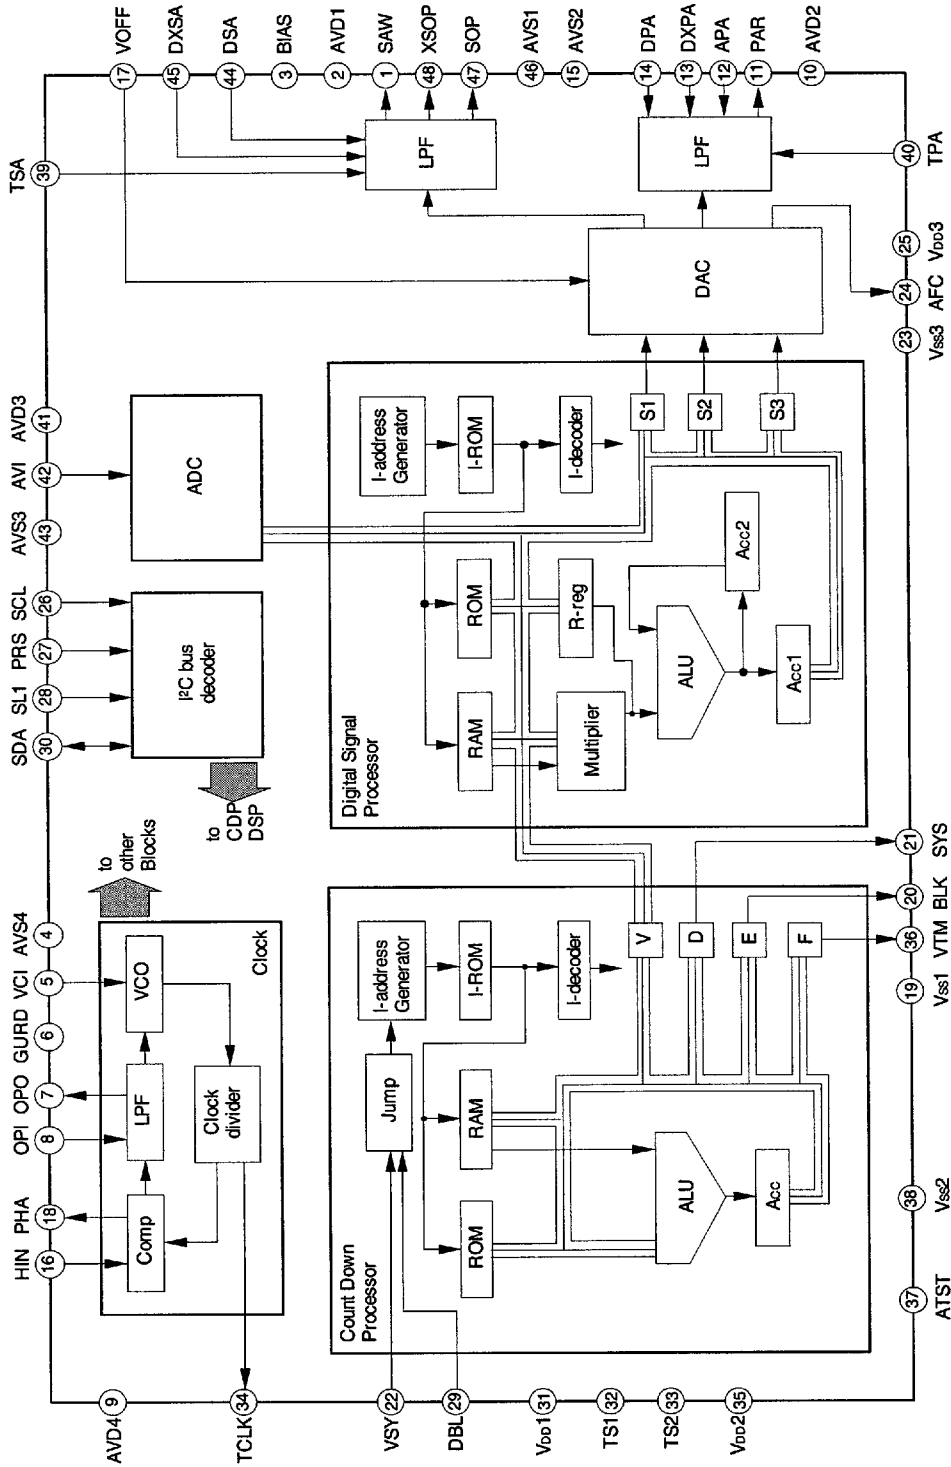 HIN
PHA
OPI
OPO
GURD
VCI
AVS4
SDA
SL1
PRS
SCL
AVS3
AVI
AVD3
TSA
16
18
8
7
6
5
4
30
28
27
26
43
42
41
39
AVD4
9
TCLK
34
VSY
22
DBL
29
VDD1
31
TS1
32
TS2
33
VDD2
35
Comp
LPF
VCO
Clock
divider
Clock
to
other
Blocks
I²C bus
decoder
to
CDP
DSP
ADC
Count Down
Processor
Jump
I-address
Generator
I-ROM
I-decoder
ROM
RAM
ALU
Acc
V
D
E
F
Digital Signal
Processor
I-address
Generator
I-ROM
I-decoder
RAM
ROM
Multiplier
R-reg
ALU
Acc1
Acc2
S1
S2
S3
DAC
LPF
LPF
VOFF
17
DXSA
45
DSA
44
BIAS
3
AVD1
2
SAW
1
XSOP
48
SOP
47
AVS1
46
AVS2
15
DPA
14
DXPA
13
APA
12
PAR
11
AVD2
10
37
38
19
36
20
21
23
24
25
40
ATST
Vss2
Vss1
VTM
BLK
SYS
Vss3
AFC
VDD3
TPA